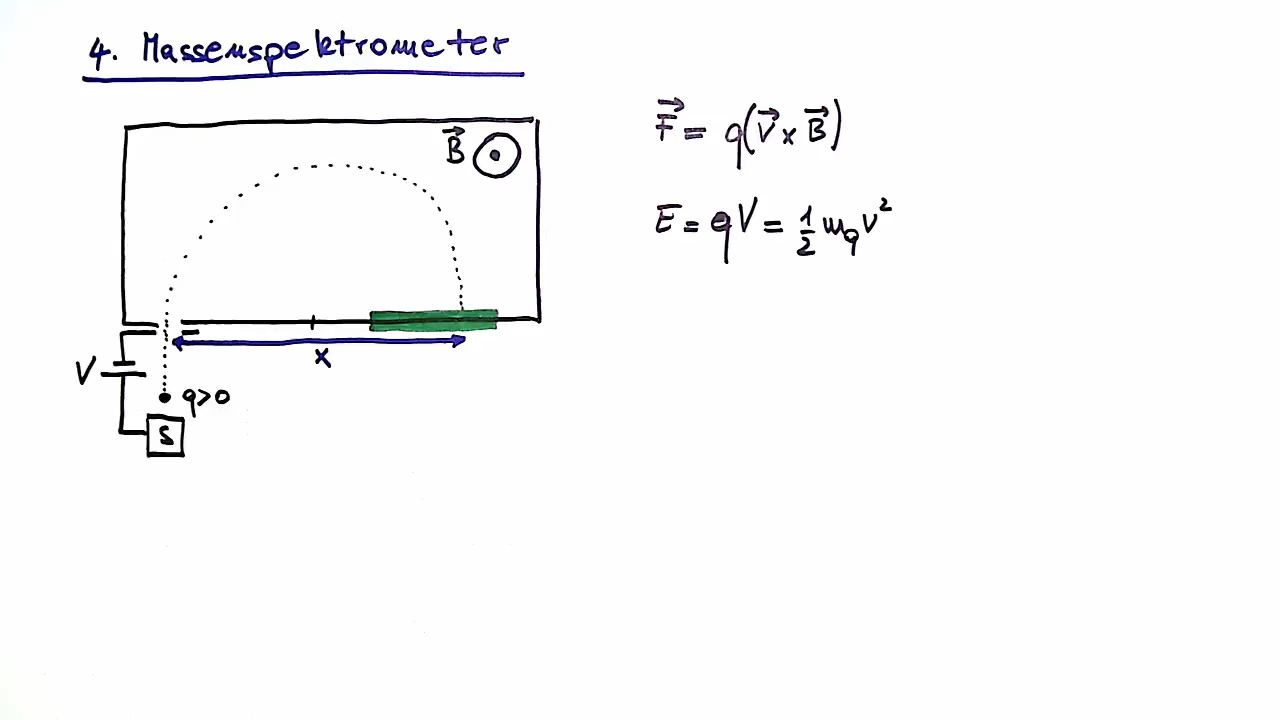 4. Massenspektrometer
B⃗
F⃗ = q(v⃗ × B⃗)
E = qV = ½ m_q v²
x
V
q>0
S